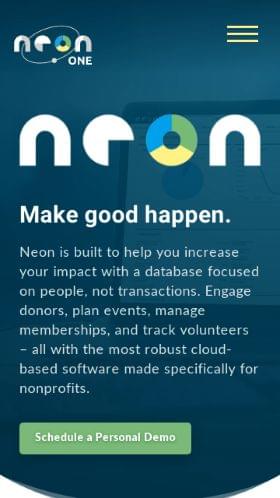 neon
ONE
neon
Make good happen.
Neon is built to help you increase
your impact with a database focused
on people, not transactions. Engage
donors, plan events, manage
memberships, and track volunteers
– all with the most robust cloud-
based software made specifically for
nonprofits.
Schedule a Personal Demo